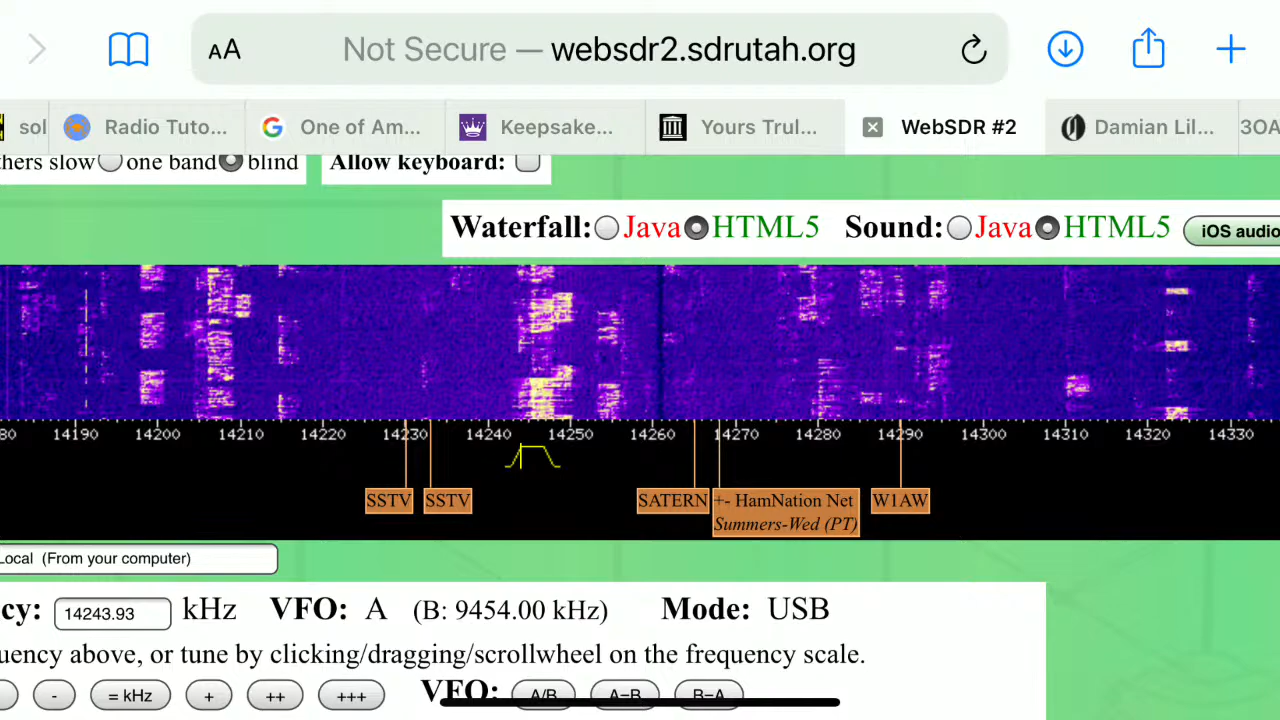 AA Not Secure — websdr2.sdrutah.org
sol Radio Tuto... One of Am... Keepsake... Yours Trul... WebSDR #2 Damian Lil... 3OA
hers slow one band blind Allow keyboard:
Waterfall: Java HTML5 Sound: Java HTML5 iOS audio
80 14190 14200 14210 14220 14230 14240 14250 14260 14270 14280 14290 14300 14310 14320 14330
SSTV SSTV SATERN +- HamNation Net W1AW
Summers-Wed (PT)
Local (From your computer)
cy: 14243.93 kHz VFO: A (B: 9454.00 kHz) Mode: USB
uency above, or tune by clicking/dragging/scrollwheel on the frequency scale.
- = kHz + ++ +++ VFO: A/B A=B B=A